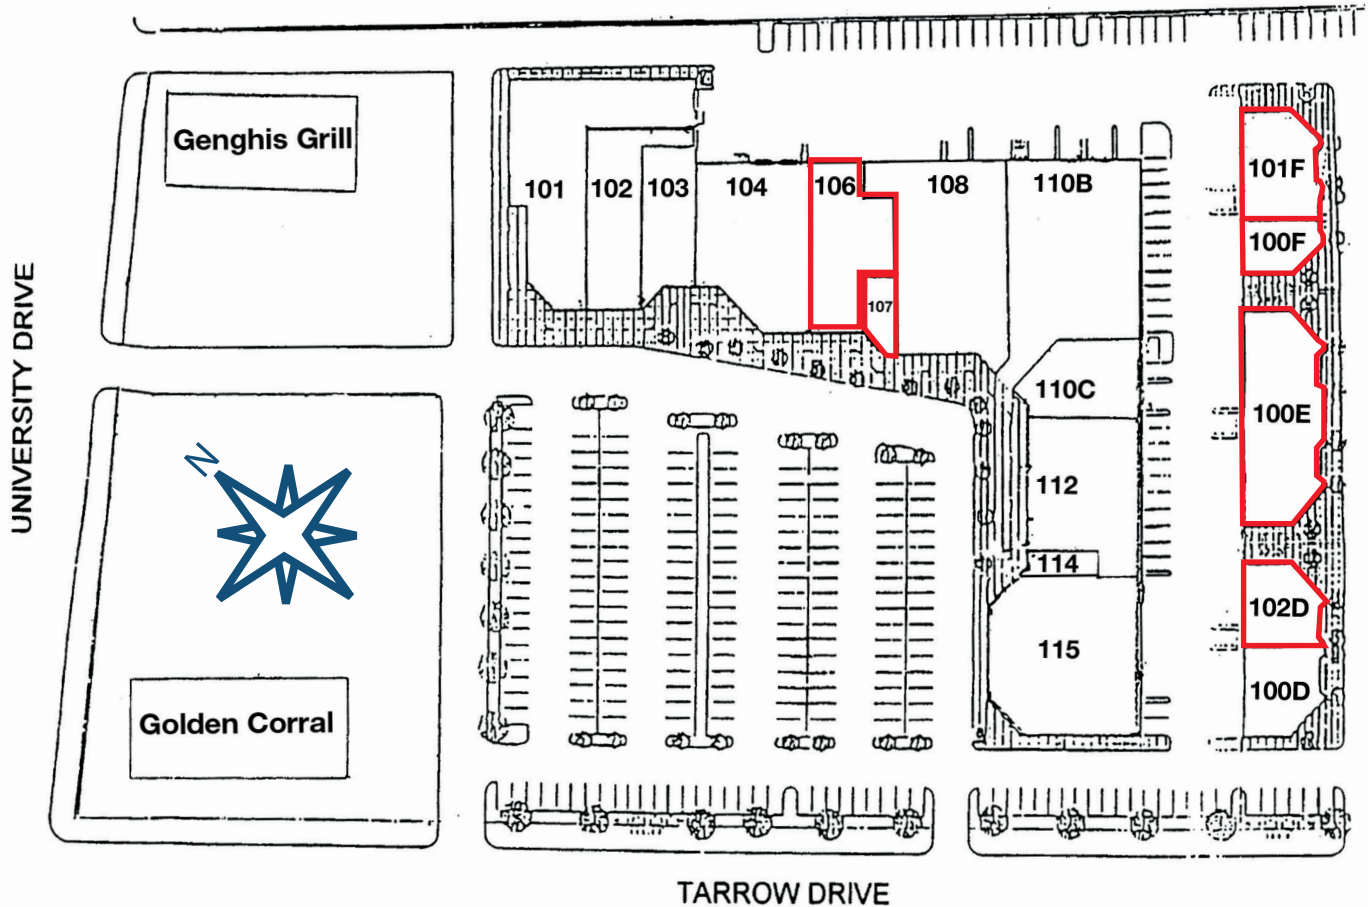 Genghis Grill
101
102
103
104
106
108
110B
101F
100F
107
UNIVERSITY DRIVE
N
110C
100E
112
114
102D
115
100D
Golden Corral
TARROW DRIVE